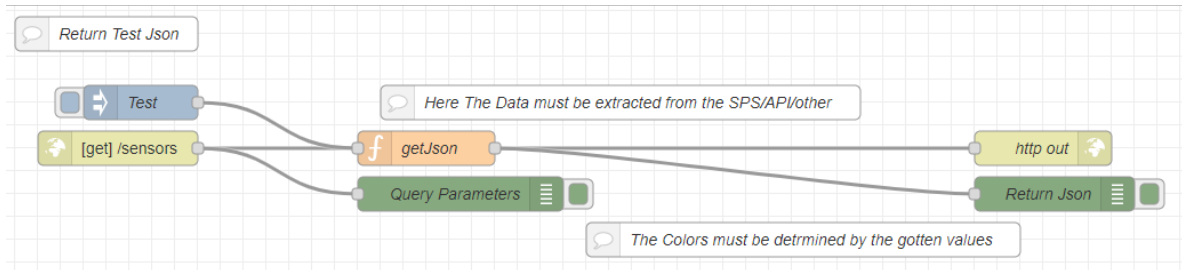 Return Test Json
Test
Here The Data must be extracted from the SPS/API/other
[get] /sensors
getJson
http out
Query Parameters
Return Json
The Colors must be detrmined by the gotten values